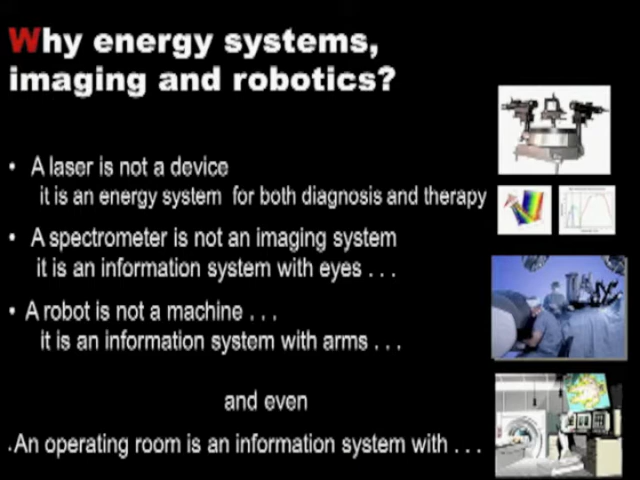 Why energy systems,
imaging and robotics?
• A laser is not a device
it is an energy system for both diagnosis and therapy
• A spectrometer is not an imaging system
it is an information system with eyes . . .
• A robot is not a machine . . .
it is an information system with arms . . .
and even
.An operating room is an information system with . . .